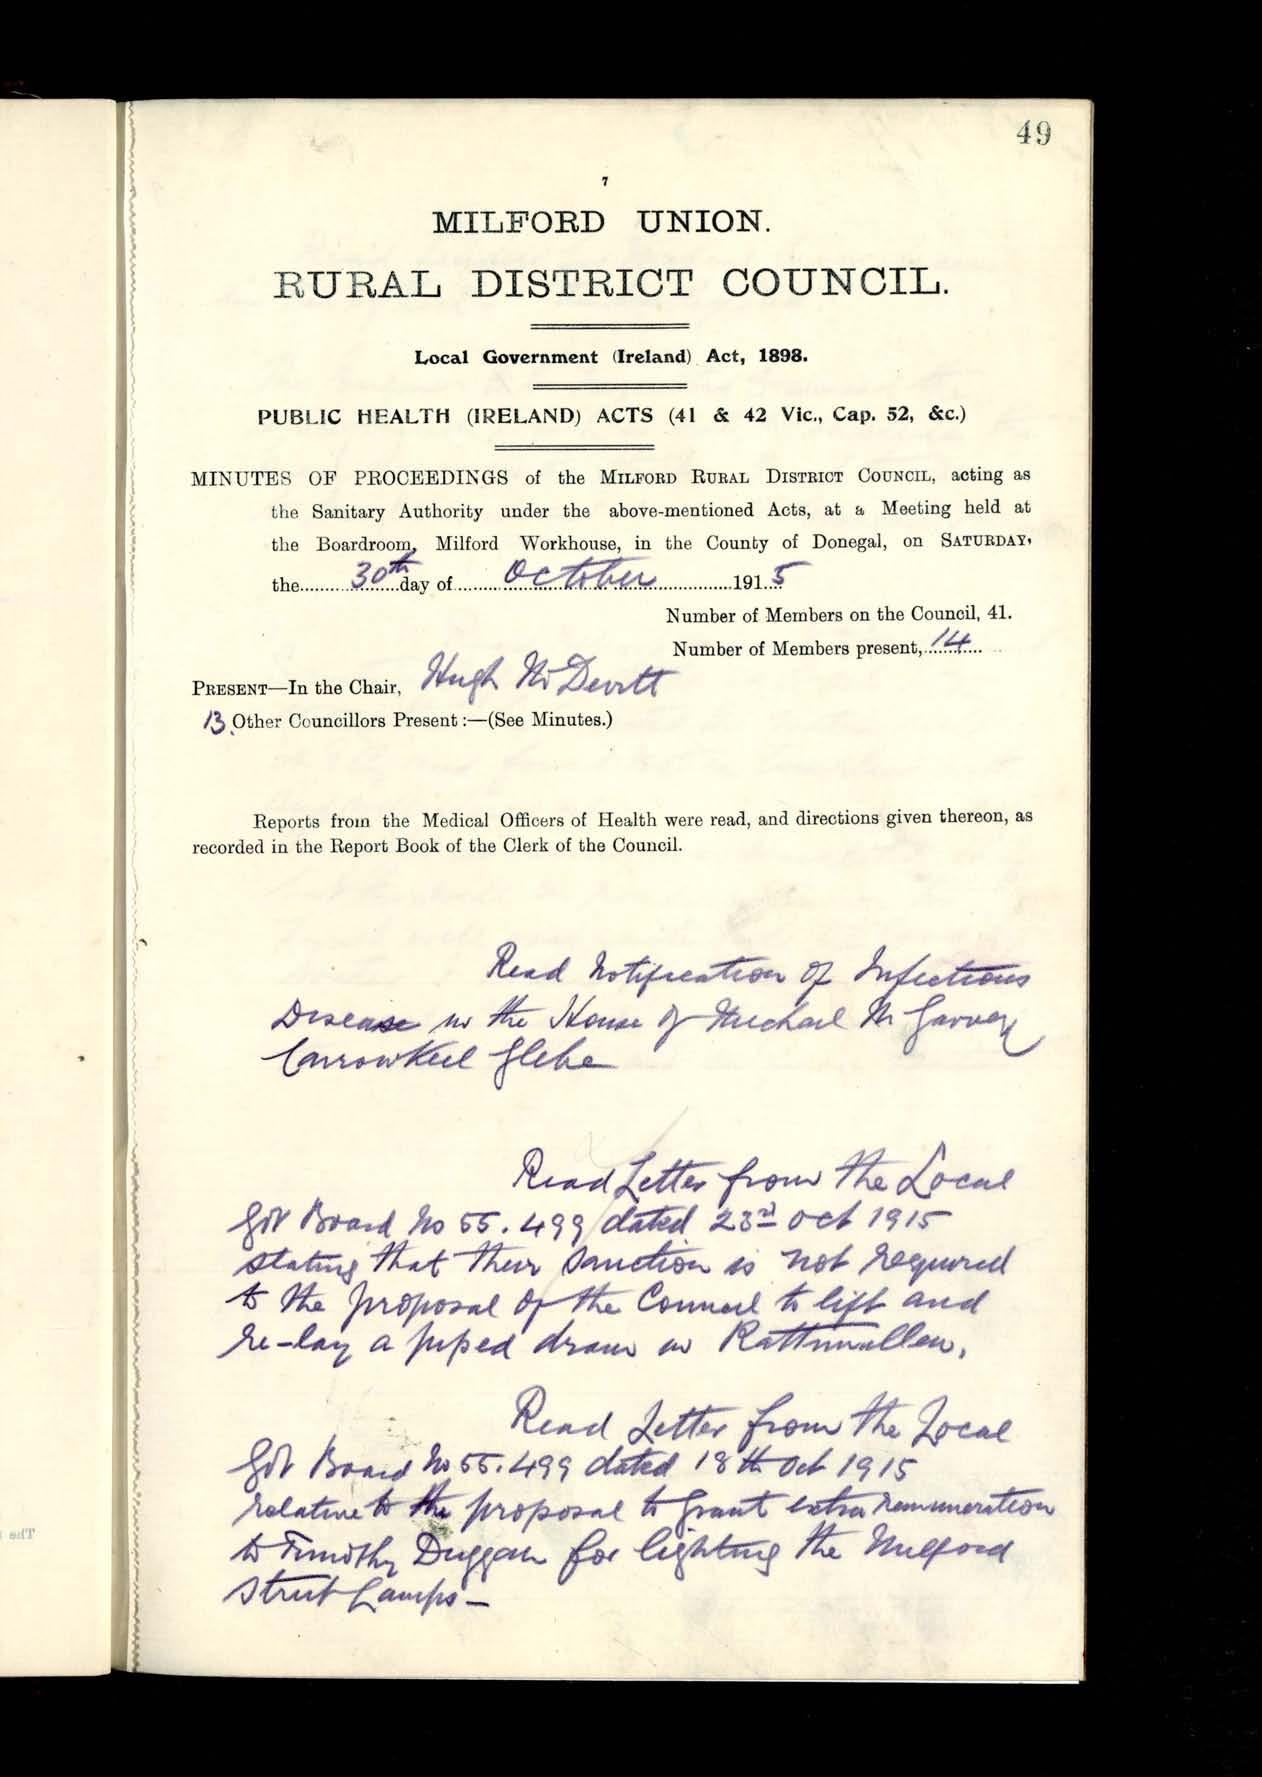 49
7
MILFORD UNION.
RURAL DISTRICT COUNCIL.
Local Government (Ireland) Act, 1898.
PUBLIC HEALTH (IRELAND) ACTS (41 & 42 Vic., Cap. 52, &c.)
MINUTES OF PROCEEDINGS of the MILFORD RURAL DISTRICT COUNCIL, acting as
the Sanitary Authority under the above-mentioned Acts, at a Meeting held at
the Boardroom, Milford Workhouse, in the County of Donegal, on SATURDAY,
the 30th day of October 1915
Number of Members on the Council, 41.
Number of Members present, 14
PRESENT—In the Chair, Hugh McDevitt
13 Other Councillors Present :—(See Minutes.)
Reports from the Medical Officers of Health were read, and directions given thereon, as
recorded in the Report Book of the Clerk of the Council.
Read Notification of Infectious
Disease in the House of Michael McGarvey
Carrowkeel Glebe
Read Letter from the Local
Gov Board No 55.499 dated 23rd Oct 1915
stating that their sanction is not required
to the proposal of the Council to lift and
re-lay a piped drain in Rathmullen.
Read Letter from the Local
Gov Board No 55.499 dated 18th Oct 1915
relative to the proposal to grant extra remuneration
to Timothy Duggan for lighting the Milford
Street Lamps —
The